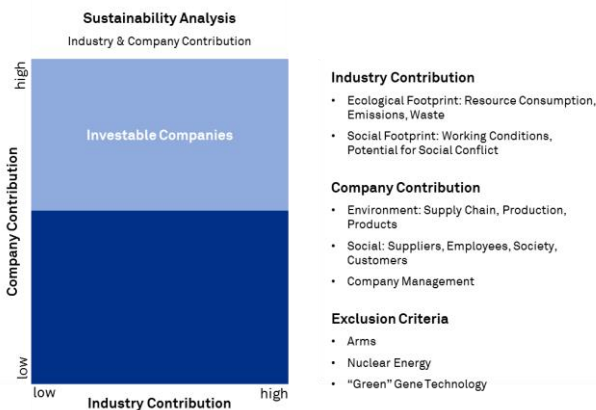 Sustainability Analysis
Industry & Company Contribution
high
Investable Companies
Company Contribution
low
low
high
Industry Contribution
Industry Contribution
• Ecological Footprint: Resource Consumption,
Emissions, Waste
• Social Footprint: Working Conditions,
Potential for Social Conflict
Company Contribution
• Environment: Supply Chain, Production,
Products
• Social: Suppliers, Employees, Society,
Customers
• Company Management
Exclusion Criteria
• Arms
• Nuclear Energy
• “Green” Gene Technology